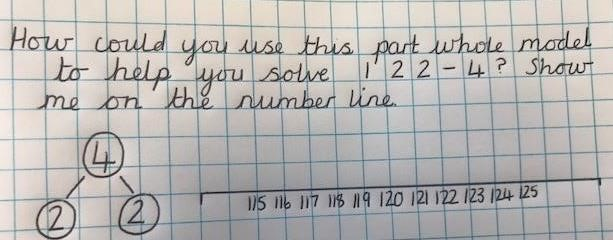 How could you use this part whole model
to help you solve 122-4? Show
me on the number line.
4
2 2
115 116 117 118 119 120 121 122 123 124 125